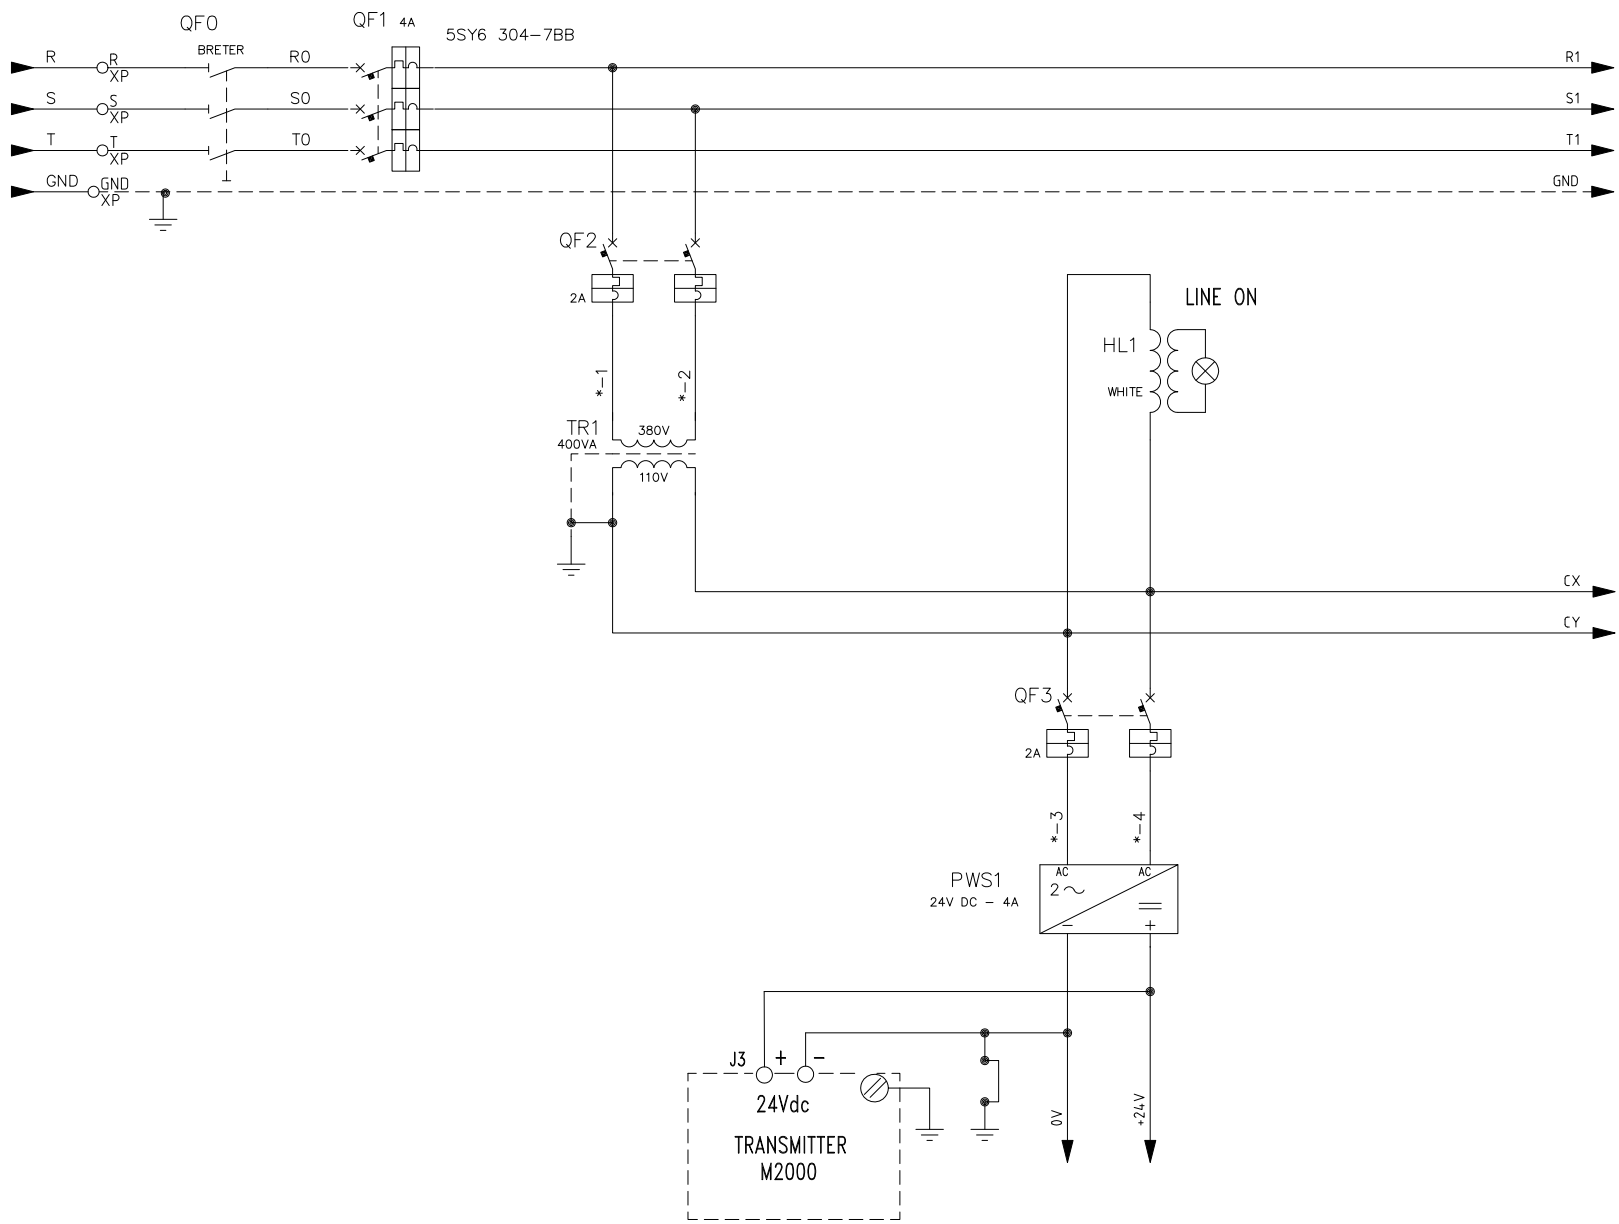 QF0
QF1 4A
5SY6 304-7BB
BRETER
R R XP R0 R1
S S XP S0 S1
T T XP T0 T1
GND GND XP GND
QF2
2A
LINE ON
HL1
WHITE
*-1
*-2
TR1
400VA
380V
110V
CX
CY
QF3
2A
*-3
*-4
PWS1
24V DC - 4A
AC AC
2~
- +
J3 + -
24Vdc
TRANSMITTER
M2000
0V
+24V